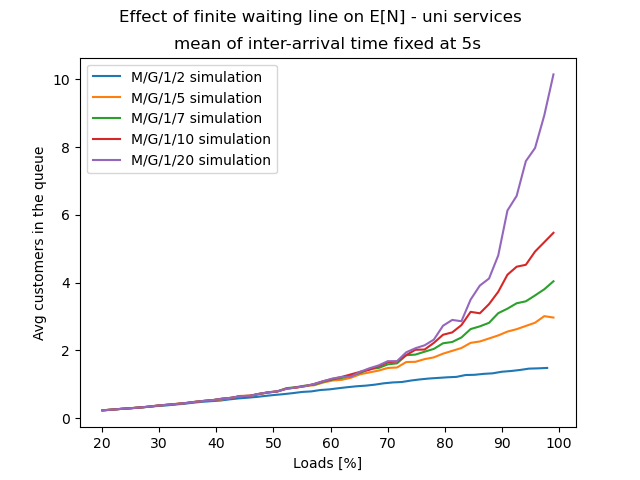 Effect of finite waiting line on E[N] - uni services
mean of inter-arrival time fixed at 5s
M/G/1/2 simulation
M/G/1/5 simulation
M/G/1/7 simulation
M/G/1/10 simulation
M/G/1/20 simulation
Avg customers in the queue
10
8
6
4
2
0
20 30 40 50 60 70 80 90 100
Loads [%]